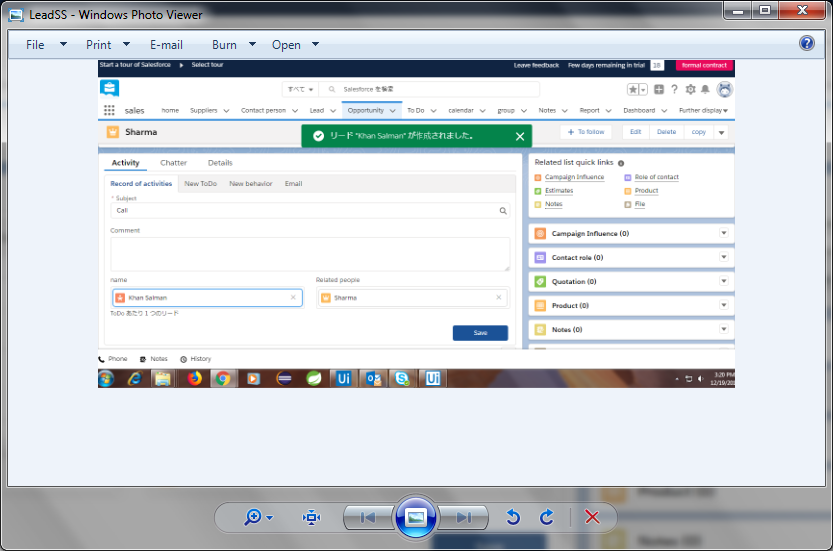 LeadSS - Windows Photo Viewer
File Print E-mail Burn Open
Start a tour of Salesforce Select tour Leave feedback Few days remaining in trial 18 formal contract
すべて Salesforce を検索
sales home Suppliers Contact person Lead Opportunity To Do calendar group Notes Report Dashboard Further display
Sharma
リード "Khan Salman" が作成されました。
+ To follow Edit Delete copy
Activity Chatter Details
Record of activities New ToDo New behavior Email
* Subject
Call
Comment
name Related people
Khan Salman Sharma
ToDo あたり 1 つのリード
Save
Related list quick links
Campaign Influence Role of contact
Estimates Product
Notes File
Campaign Influence (0)
Contact role (0)
Quotation (0)
Product (0)
Notes (0)
Phone Notes History
Ui Ui
3:20 PM
12/19/20
Product (0)
Notes (0)